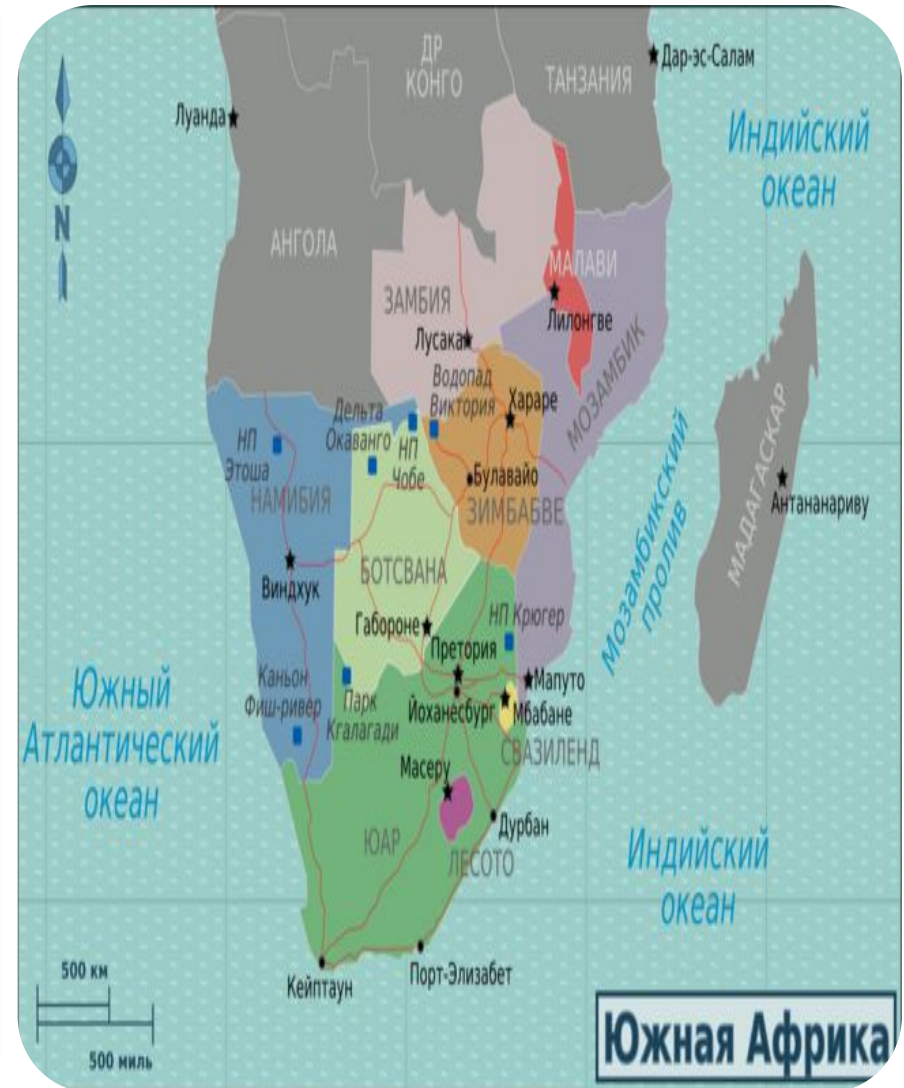 ДР
КОНГО
ТАНЗАНИЯ
Дар-эс-Салам
Луанда
Индийский
океан
N
АНГОЛА
МАЛАВИ
ЗАМБИЯ
Лилонгве
Лусака
МОЗАМБИК
Водопад
Виктория
Хараре
Дельта
Окаванго
НП
Чобе
НП
Этоша
НАМИБИЯ
Булавайо
ЗИМБАБВЕ
МАДАГАСКАР
Антананариву
Мозамбикский
пролив
БОТСВАНА
Виндхук
Габороне
НП Крюгер
Претория
Мапуто
Каньон
Фиш-ривер
Парк
Кгалагади
Йоханесбург
Мбабане
СВАЗИЛЕНД
Южный
Атлантический
океан
Масеру
Дурбан
ЮАР
ЛЕСОТО
Индийский
океан
Кейптаун
Порт-Элизабет
500 км
500 миль
Южная Африка